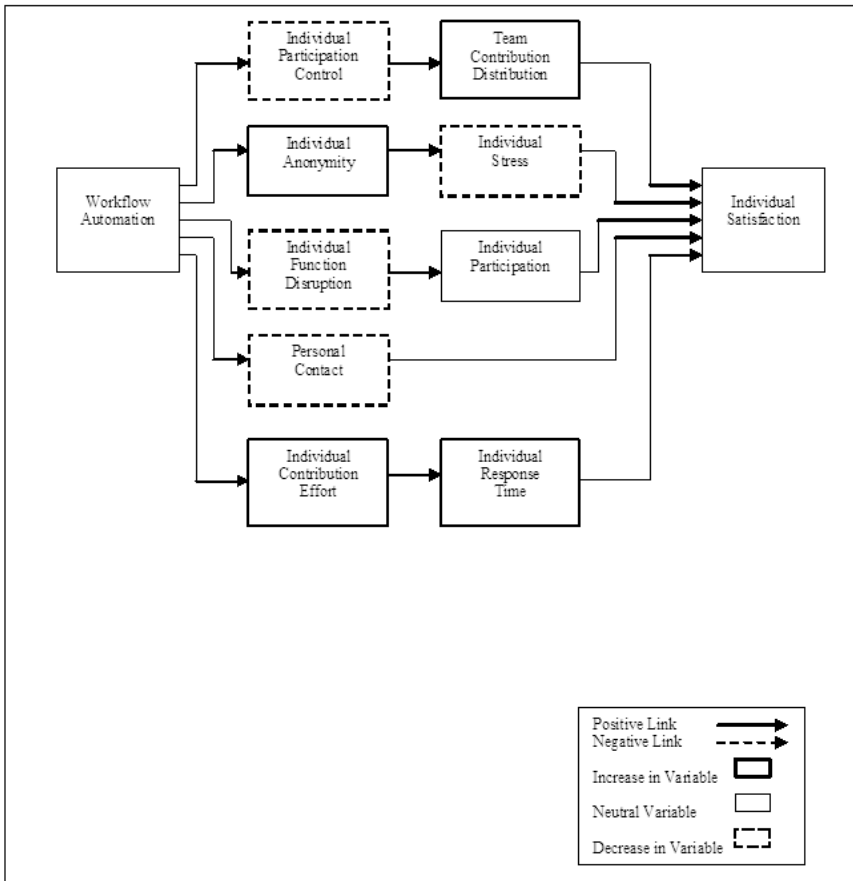 Individual
Participation
Control
Team
Contribution
Distribution
Individual
Anonymity
Individual
Stress
Workflow
Automation
Individual
Satisfaction
Individual
Function
Disruption
Individual
Participation
Personal
Contact
Individual
Contribution
Effort
Individual
Response
Time
Positive Link
Negative Link
Increase in Variable
Neutral Variable
Decrease in Variable